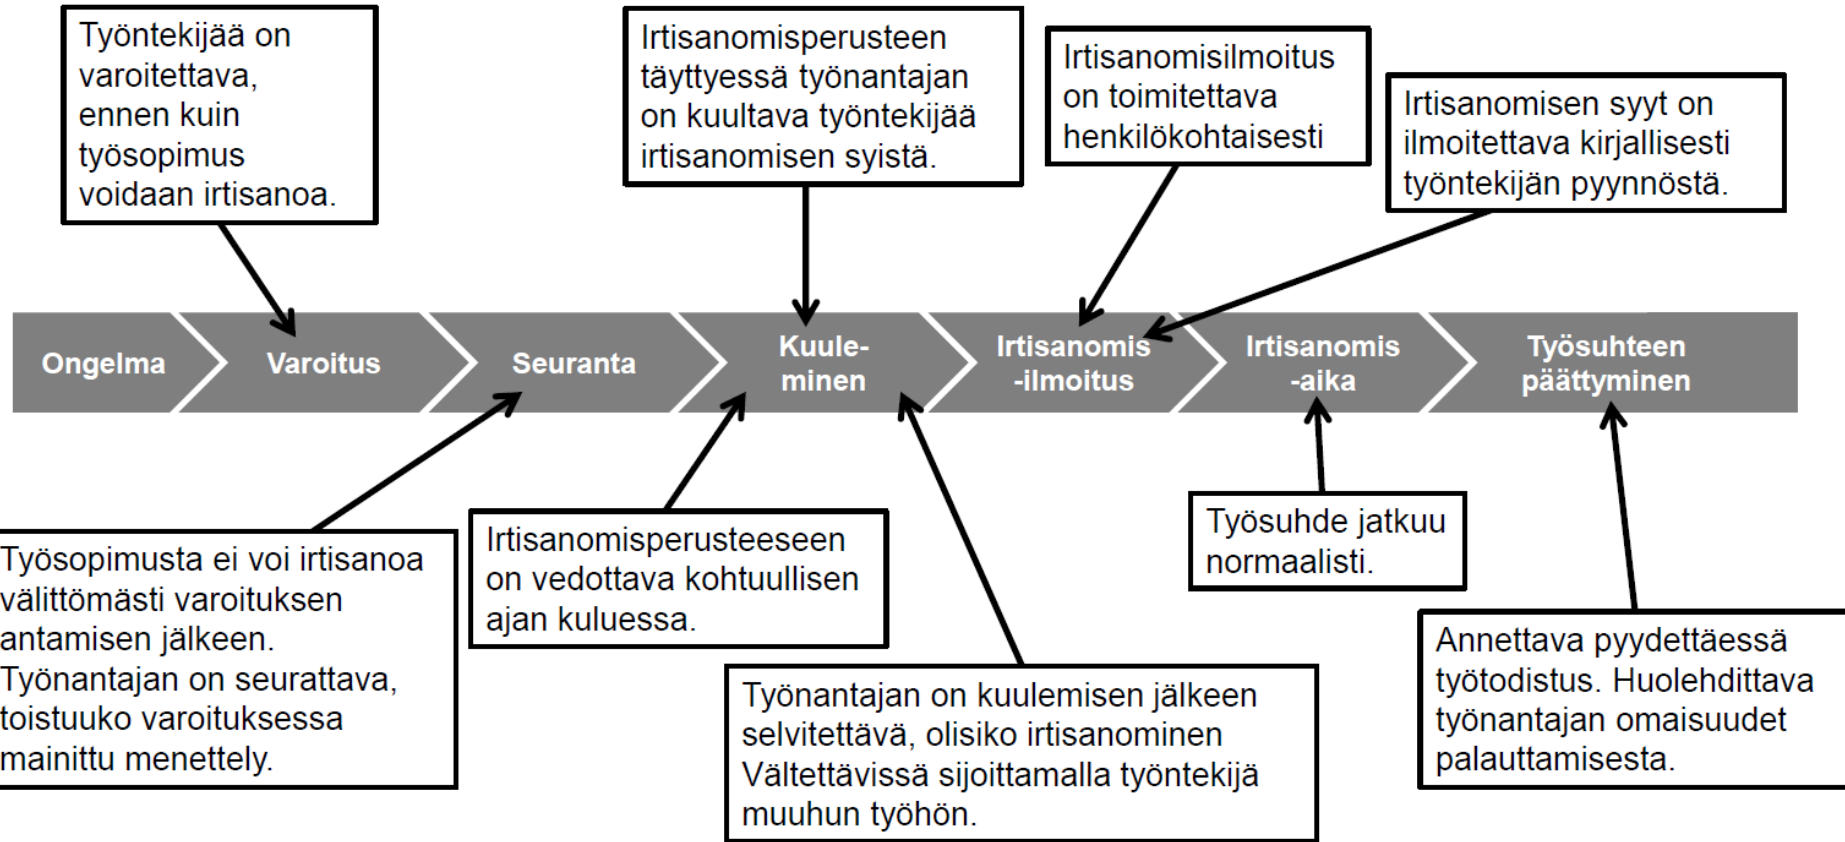 Työntekijää on
varoitettava,
ennen kuin
työsopimus
voidaan irtisanoa.
Irtisanomisperusteen
täyttyessä työnantajan
on kuultava työntekijää
irtisanomisen syistä.
Irtisanomisilmoitus
on toimitettava
henkilökohtaisesti
Irtisanomisen syyt on
ilmoitettava kirjallisesti
työntekijän pyynnöstä.
Ongelma
Varoitus
Seuranta
Kuule-
minen
Irtisanomis
-ilmoitus
Irtisanomis
-aika
Työsuhteen
päättyminen
Työsopimusta ei voi irtisanoa
välittömästi varoituksen
antamisen jälkeen.
Työnantajan on seurattava,
toistuuko varoituksessa
mainittu menettely.
Irtisanomisperusteeseen
on vedottava kohtuullisen
ajan kuluessa.
Työnantajan on kuulemisen jälkeen
selvitettävä, olisiko irtisanominen
Vältettävissä sijoittamalla työntekijä
muuhun työhön.
Työsuhde jatkuu
normaalisti.
Annettava pyydettäessä
työtodistus. Huolehdittava
työnantajan omaisuudet
palauttamisesta.